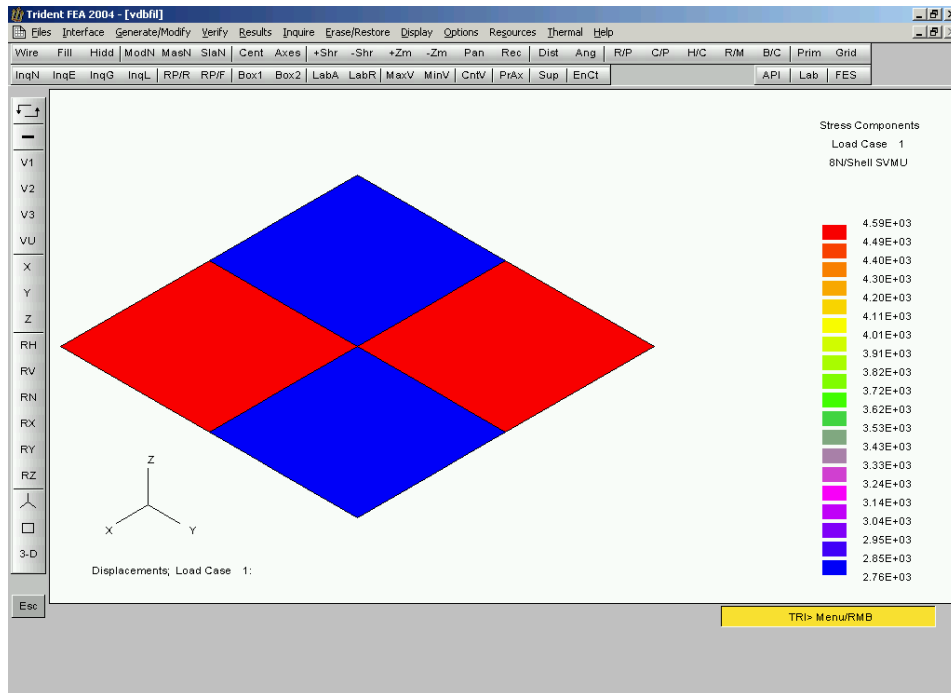 Trident FEA 2004 - [vdbfil]
Files Interface Generate/Modify Verify Results Inquire Erase/Restore Display Options Resources Thermal Help
Wire Fill Hidd ModN MasN SlaN Cent Axes +Shr -Shr +Zm -Zm Pan Rec Dist Ang R/P C/P H/C R/M B/C Prim Grid
InqN InqE InqG InqL RP/R RP/F Box1 Box2 LabA LabR MaxV MinV CntV PrAx Sup EnCt API Lab FES
V1
V2
V3
VU
X
Y
Z
RH
RV
RN
RX
RY
RZ
3-D
Esc
Stress Components
Load Case 1
8N/Shell SVMU
4.59E+03
4.49E+03
4.40E+03
4.30E+03
4.20E+03
4.11E+03
4.01E+03
3.91E+03
3.82E+03
3.72E+03
3.62E+03
3.53E+03
3.43E+03
3.33E+03
3.24E+03
3.14E+03
3.04E+03
2.95E+03
2.85E+03
2.76E+03
Z
X Y
Displacements; Load Case 1:
TRI> Menu/RMB